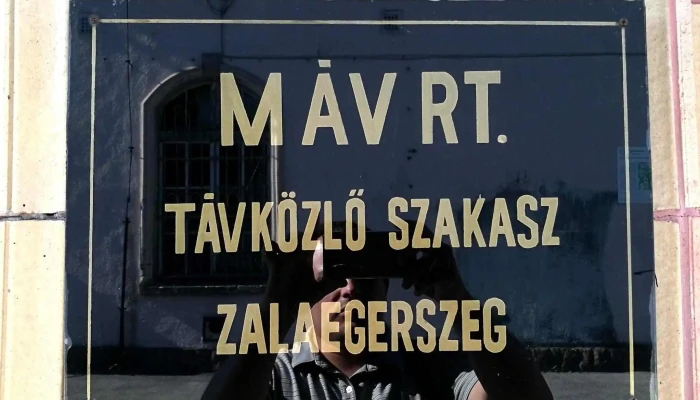 MÁV RT.
TÁVKÖZLŐ SZAKASZ
ZALAEGERSZEG